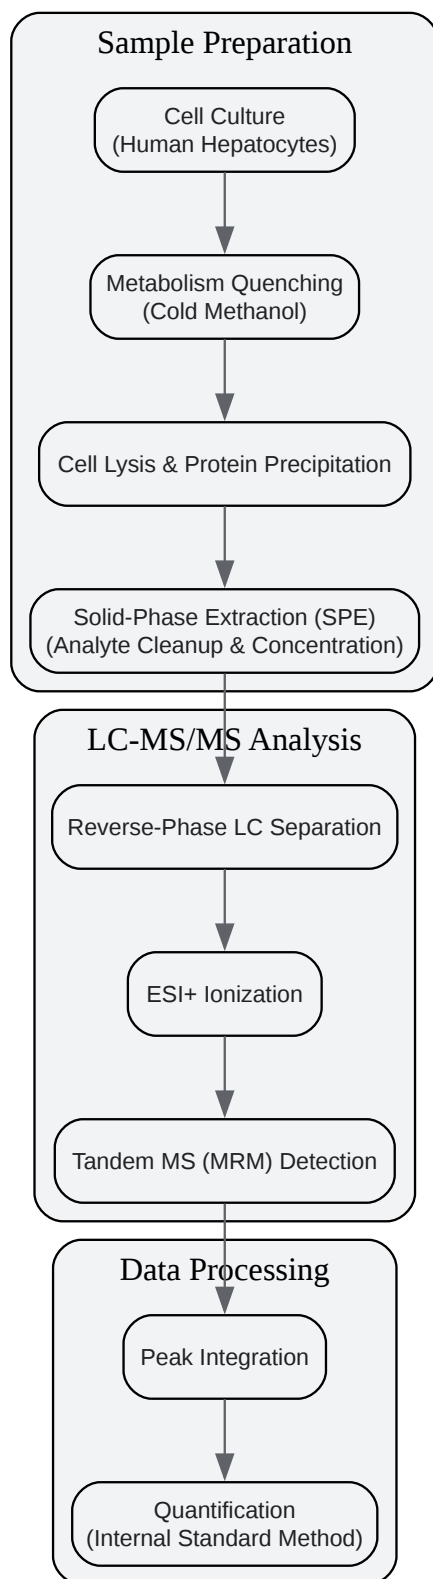 Sample Preparation
Cell Culture
(Human Hepatocytes)
Metabolism Quenching
(Cold Methanol)
Cell Lysis & Protein Precipitation
Solid-Phase Extraction (SPE)
(Analyte Cleanup & Concentration)
LC-MS/MS Analysis
Reverse-Phase LC Separation
ESI+ Ionization
Tandem MS (MRM) Detection
Data Processing
Peak Integration
Quantification
(Internal Standard Method)